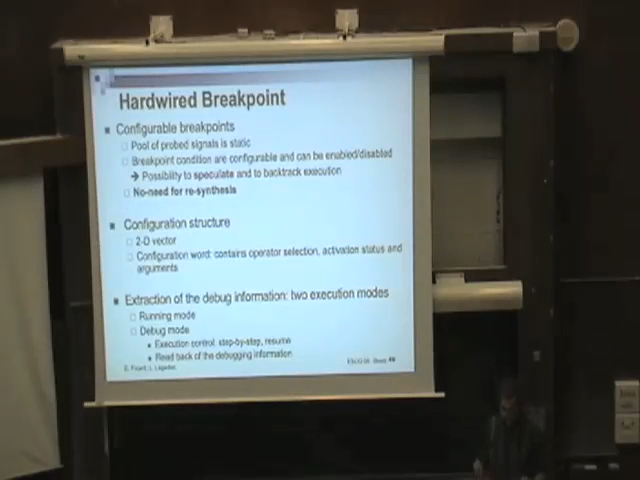 Hardwired Breakpoint
Configurable breakpoints
Pool of probed signals is static
Breakpoint condition are configurable and can be enabled/disabled
→ Possibility to speculate and to backtrack execution
No-need for re-synthesis
Configuration structure
2-D vector
Configuration word: contains operator selection, activation status and
arguments
Extraction of the debug information: two execution modes
Running mode
Debug mode
Execution control: step-by-step, resume
Read back of the debugging information